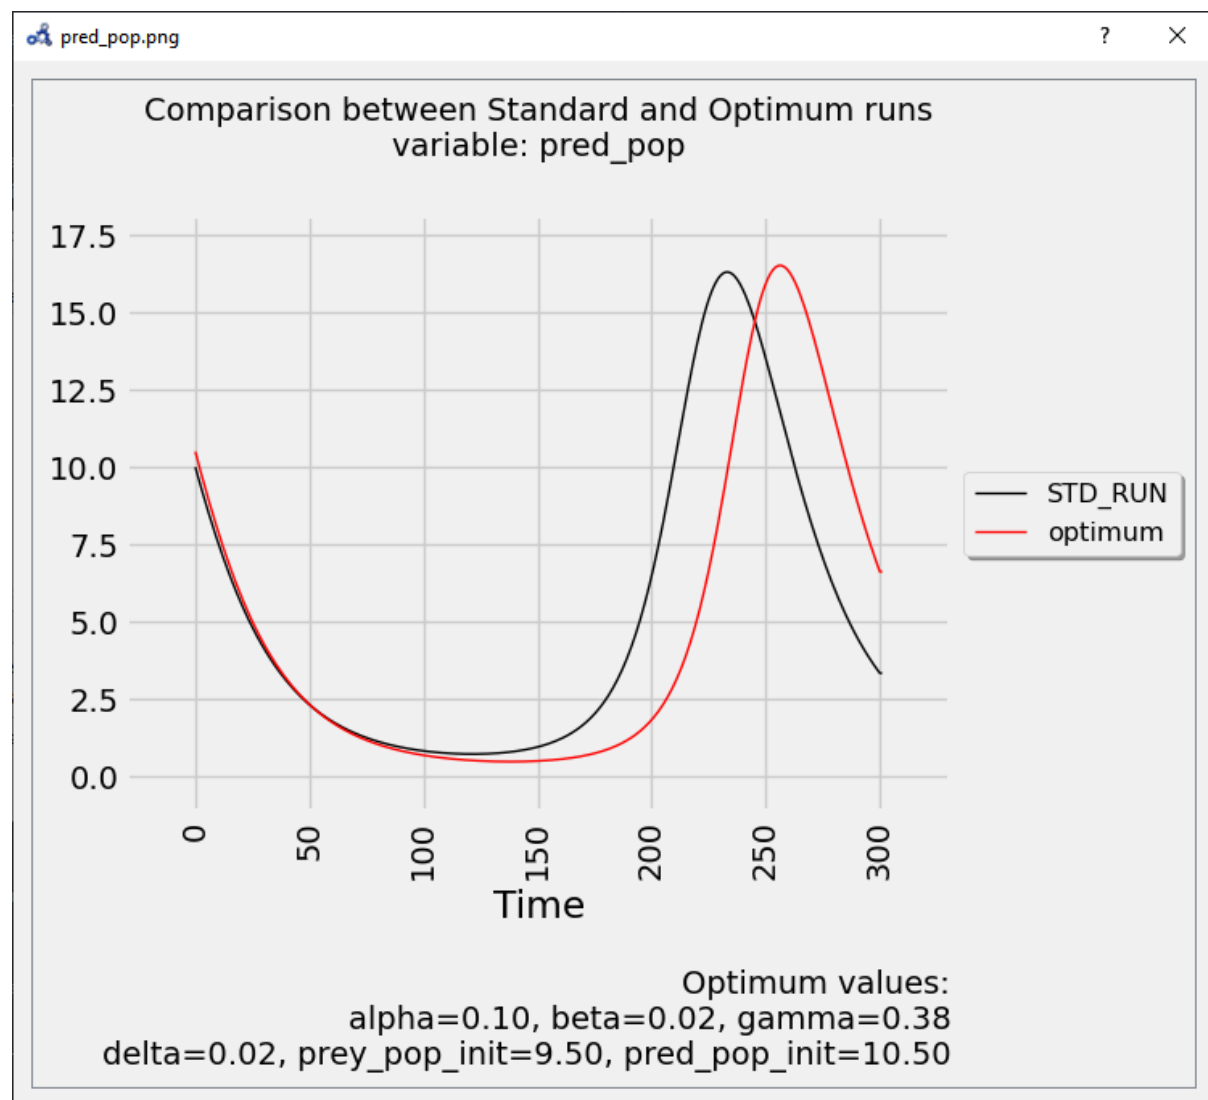 pred_pop.png
?
Comparison between Standard and Optimum runs
variable: pred_pop
17.5
15.0
12.5
10.0
7.5
5.0
2.5
0.0
0
50
100
150
200
250
300
Time
STD_RUN
optimum
Optimum values:
alpha=0.10, beta=0.02, gamma=0.38
delta=0.02, prey_pop_init=9.50, pred_pop_init=10.50